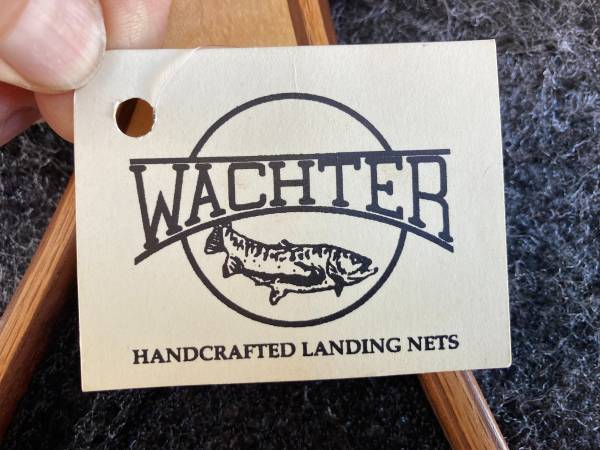 WACHTER
HANDCRAFTED LANDING NETS